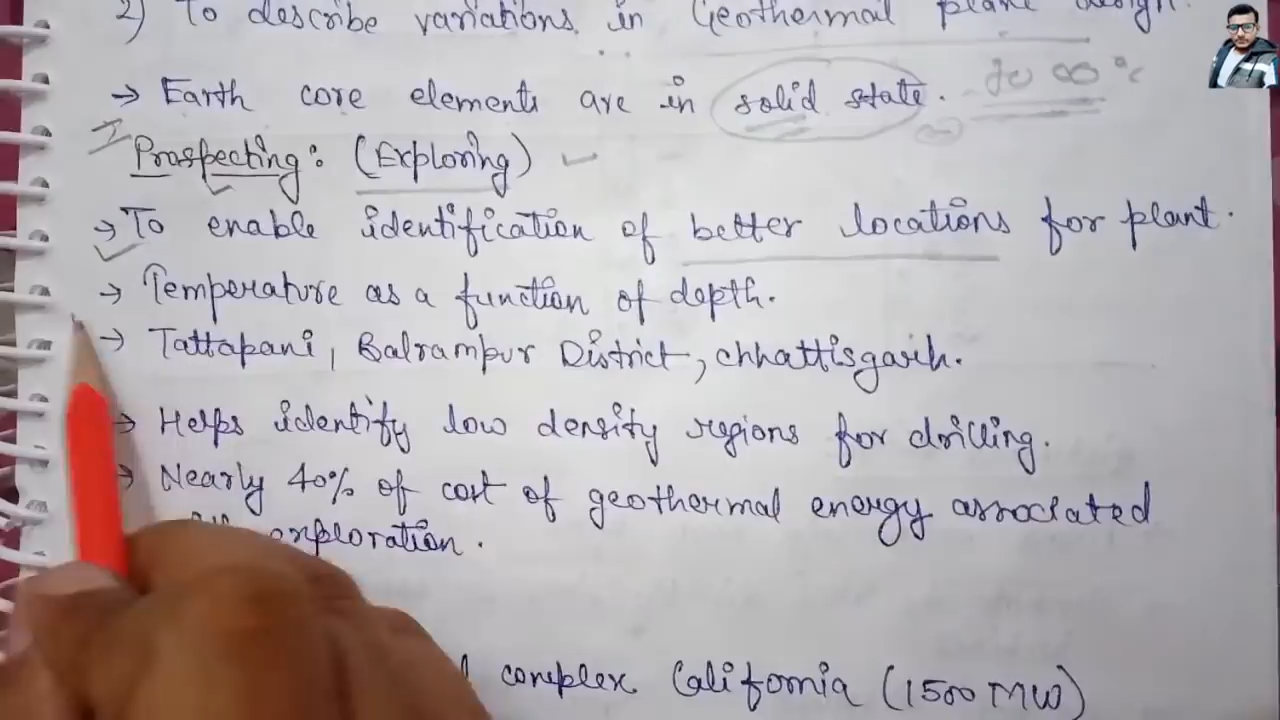 2) To describe variations in Geothermal plant design.
→ Earth core elements are in solid state.
Prospecting: (Exploring)
→ To enable identification of better locations for plant.
→ Temperature as a function of depth.
→ Tattapani, Balrampur District, chhattisgarh.
→ Helps identify low density regions for drilling.
→ Nearly 40% of cost of geothermal energy associated
exploration.
complex California (1500 MW)